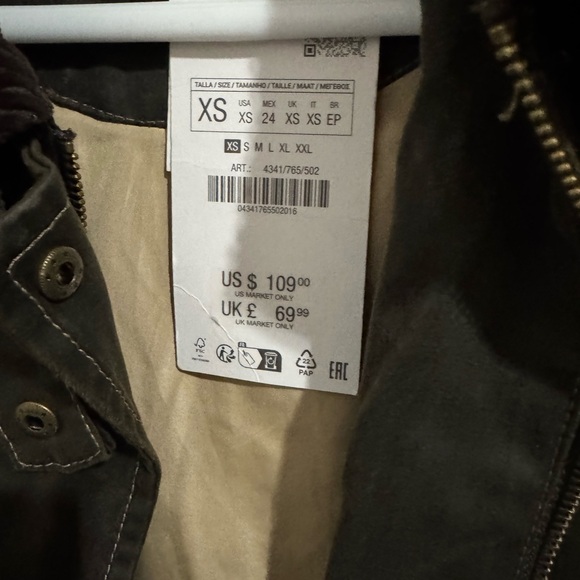 TALLA / SIZE / TAMANHO / TAILLE / MAAT / ΜΕΓΕΘΟΣ
XS USA XS MEX 24 UK XS IT XS BR EP
XS S M L XL XXL
ART.: 4341/765/502
04341765502016
US $ 109 00
US MARKET ONLY
UK £ 69 99
UK MARKET ONLY
FSC
FR
22
PAP
EAC